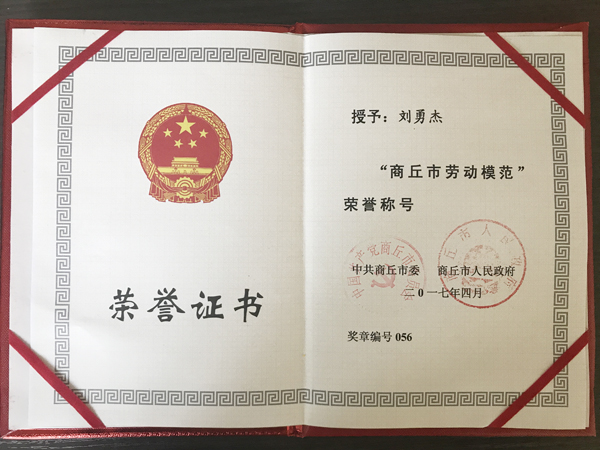 荣誉证书
授予：刘勇杰
“商丘市劳动模范”
荣誉称号
中共商丘市委 商丘市人民政府
二0一七年四月
奖章编号 056